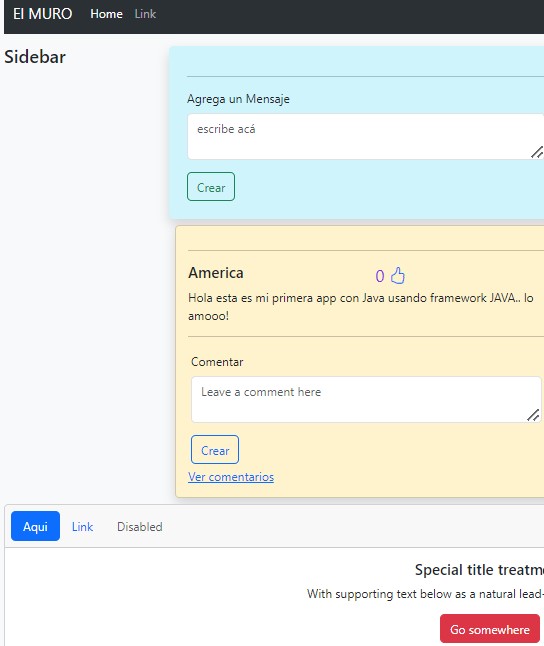 El MURO Home Link
Sidebar
Agrega un Mensaje
escribe acá
Crear
America 0
Hola esta es mi primera app con Java usando framework JAVA.. lo
amooo!
Comentar
Leave a comment here
Crear
Ver comentarios
Aqui Link Disabled
Special title treatm
With supporting text below as a natural lead-
Go somewhere